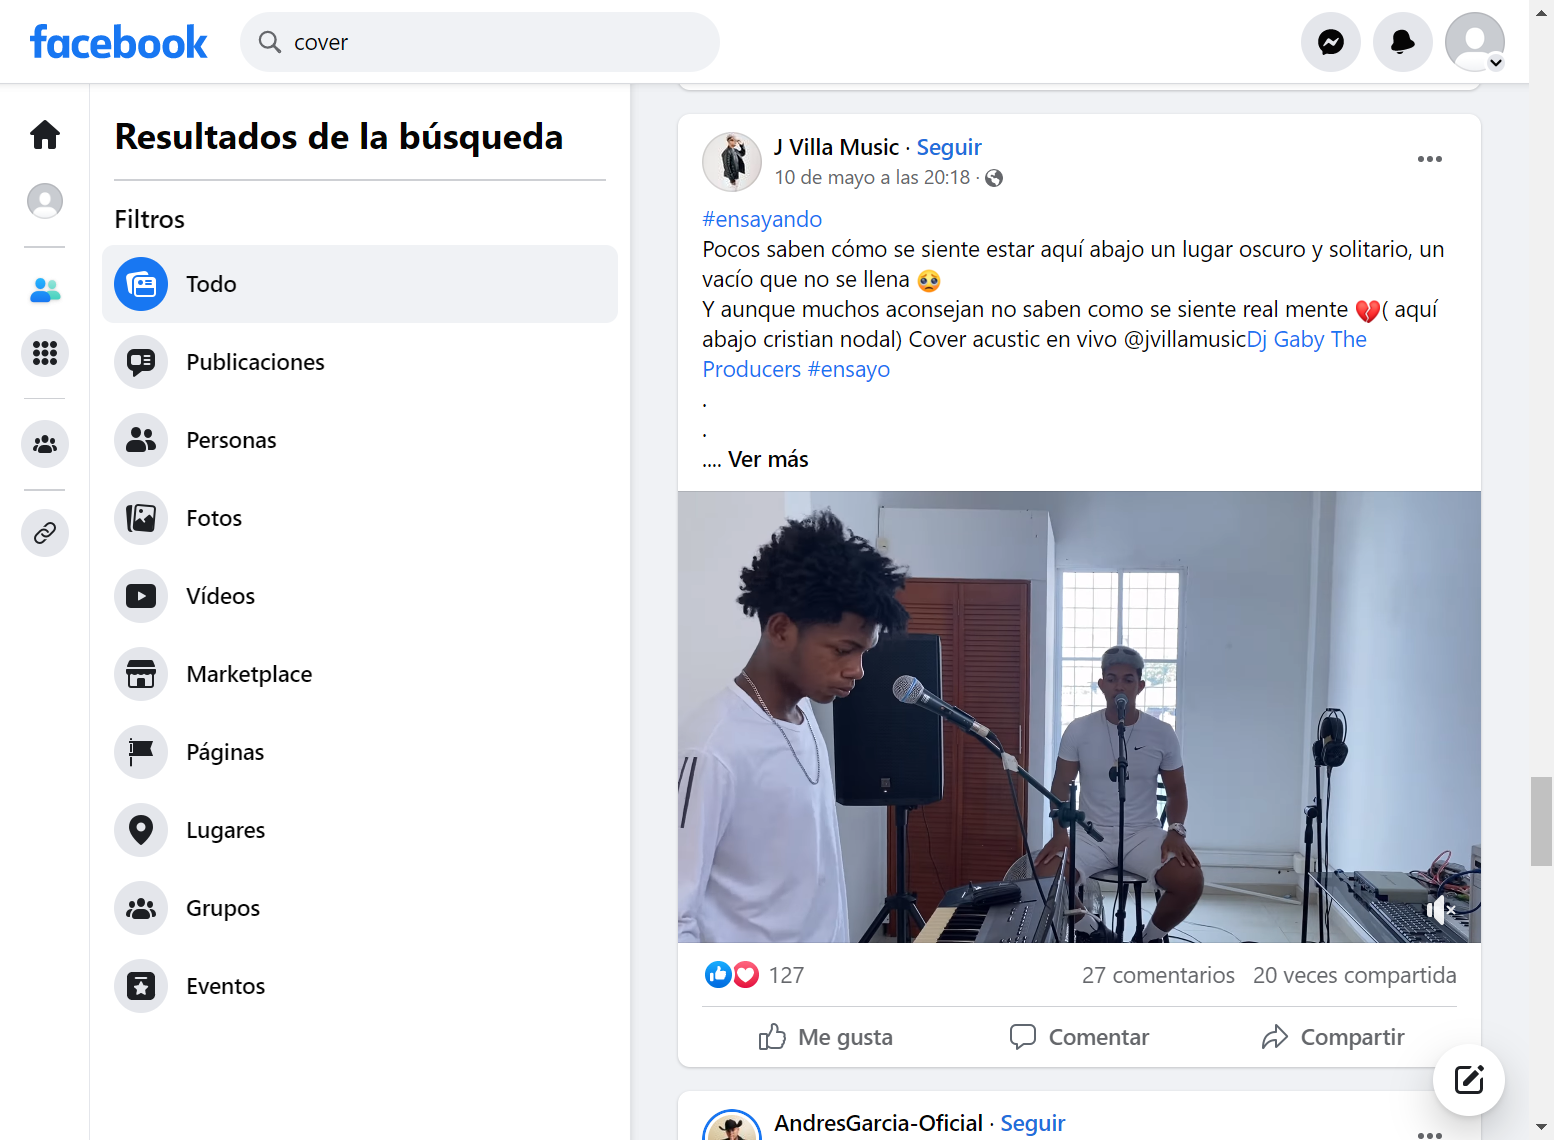 facebook
cover
Resultados de la búsqueda
Filtros
Todo
Publicaciones
Personas
Fotos
Vídeos
Marketplace
Páginas
Lugares
Grupos
Eventos
J Villa Music · Seguir
10 de mayo a las 20:18 ·
#ensayando
Pocos saben cómo se siente estar aquí abajo un lugar oscuro y solitario, un
vacío que no se llena 🥺
Y aunque muchos aconsejan no saben como se siente real mente 💔( aquí
abajo cristian nodal) Cover acustic en vivo @jvillamusicDj Gaby The
Producers #ensayo
.
.
.... Ver más
127
27 comentarios 20 veces compartida
Me gusta
Comentar
Compartir
AndresGarcia-Oficial · Seguir